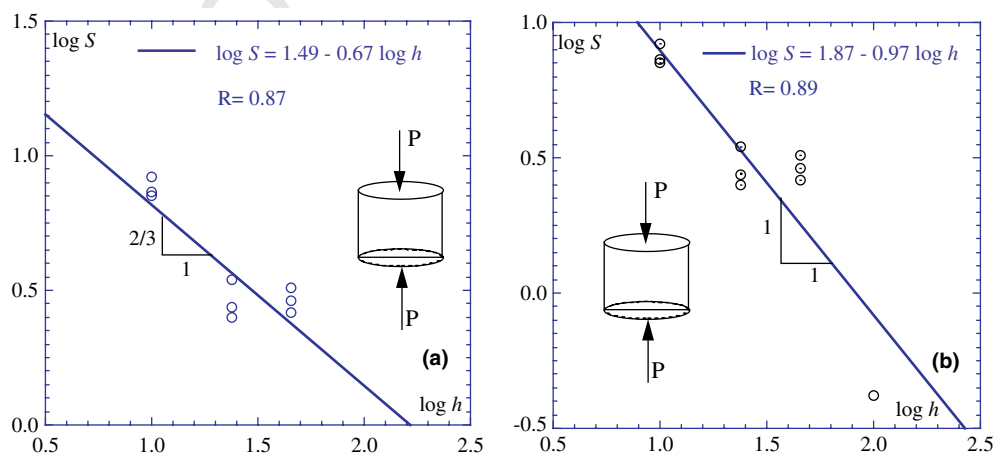 1.5
log S
log S = 1.49 - 0.67 log h
R= 0.87
1.0
P
2/3
1
0.5
P
(a)
log h
0.0
0.5 1.0 1.5 2.0 2.5
1.0
log S
log S = 1.87 - 0.97 log h
R= 0.89
0.5
P
1
1
0.0
P
(b)
log h
-0.5
0.5 1.0 1.5 2.0 2.5